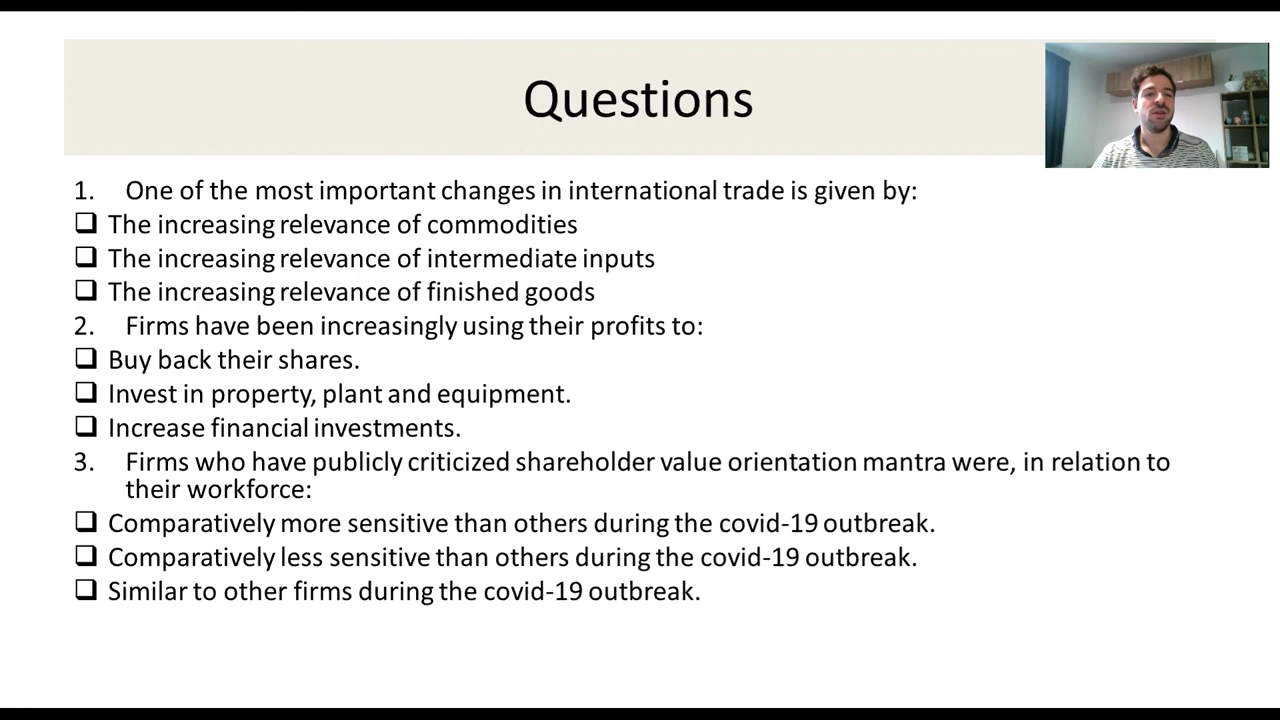 Questions
1. One of the most important changes in international trade is given by:
❑ The increasing relevance of commodities
❑ The increasing relevance of intermediate inputs
❑ The increasing relevance of finished goods
2. Firms have been increasingly using their profits to:
❑ Buy back their shares.
❑ Invest in property, plant and equipment.
❑ Increase financial investments.
3. Firms who have publicly criticized shareholder value orientation mantra were, in relation to
their workforce:
❑ Comparatively more sensitive than others during the covid-19 outbreak.
❑ Comparatively less sensitive than others during the covid-19 outbreak.
❑ Similar to other firms during the covid-19 outbreak.